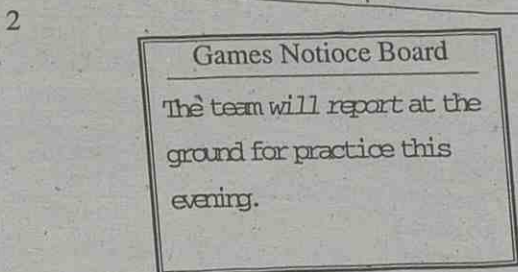 2
Games Notioce Board
The team will report at the
ground for practice this
evening.